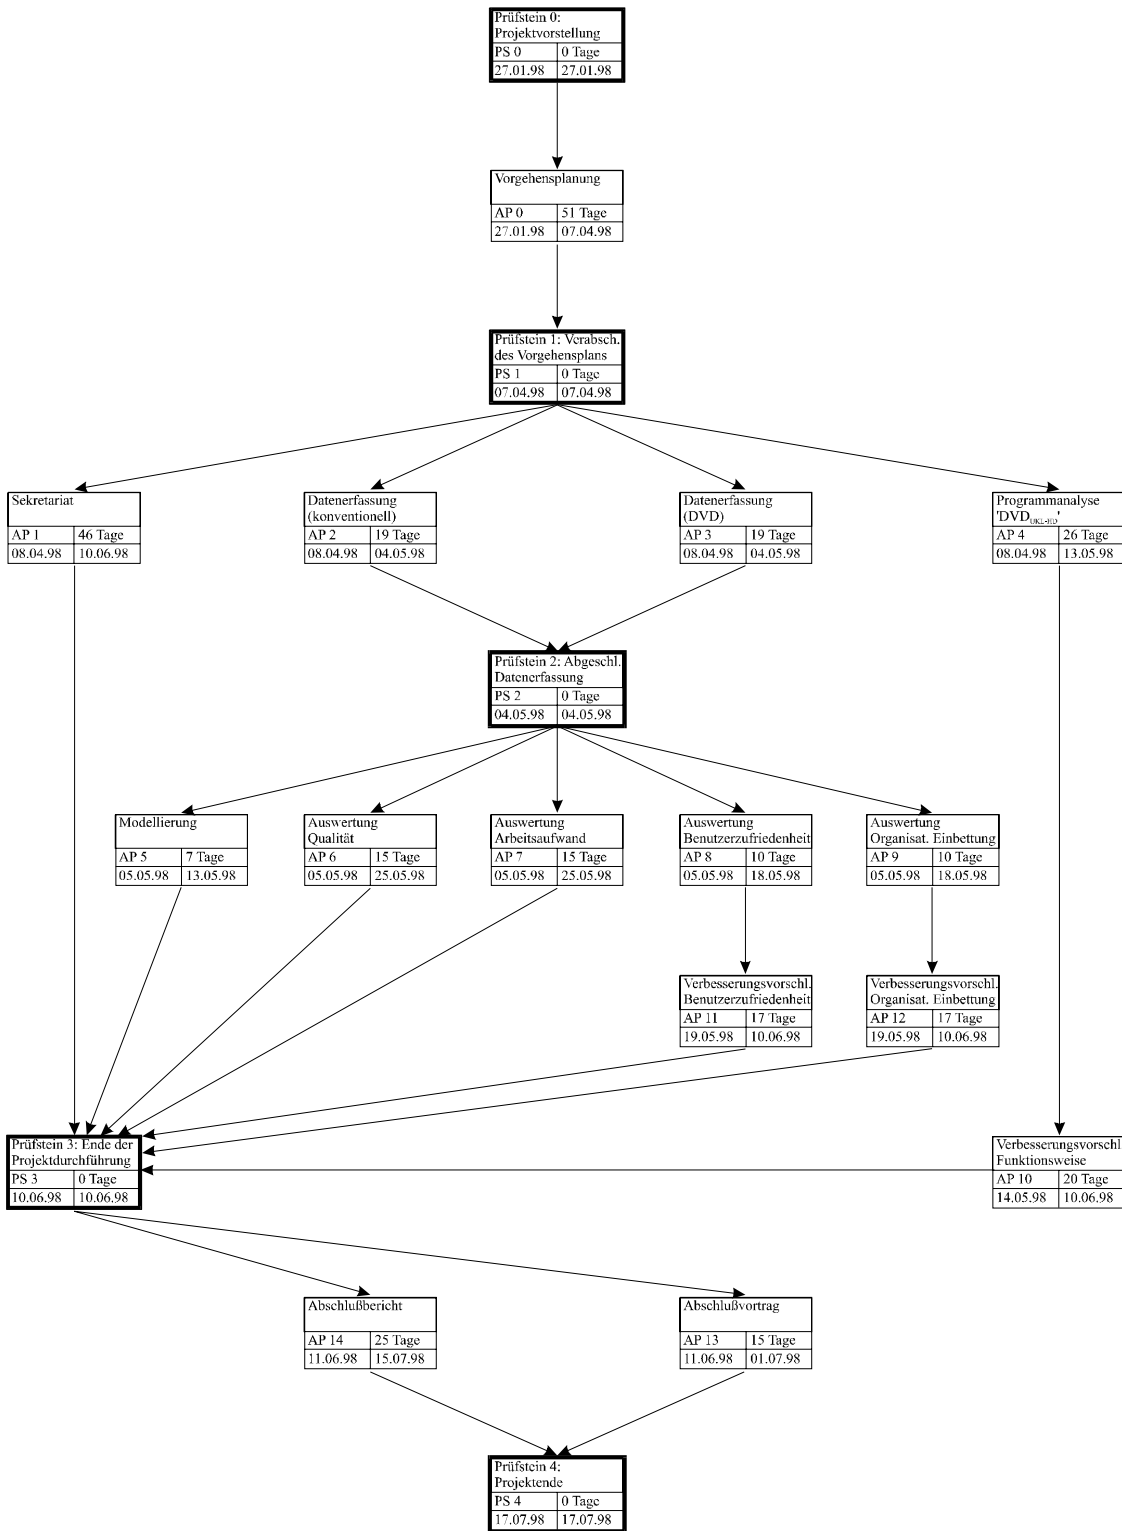 Prüfstein 0:
Projektvorstellung
PS 0 0 Tage
27.01.98 27.01.98
Vorgehensplanung
AP 0 51 Tage
27.01.98 07.04.98
Prüfstein 1: Verabsch.
des Vorgehensplans
PS 1 0 Tage
07.04.98 07.04.98
Sekretariat
AP 1 46 Tage
08.04.98 10.06.98
Datenerfassung
(konventionell)
AP 2 19 Tage
08.04.98 04.05.98
Datenerfassung
(DVD)
AP 3 19 Tage
08.04.98 04.05.98
Programmanalyse
'DVD UKL-HD'
AP 4 26 Tage
08.04.98 13.05.98
Prüfstein 2: Abgeschl.
Datenerfassung
PS 2 0 Tage
04.05.98 04.05.98
Modellierung
AP 5 7 Tage
05.05.98 13.05.98
Auswertung
Qualität
AP 6 15 Tage
05.05.98 25.05.98
Auswertung
Arbeitsaufwand
AP 7 15 Tage
05.05.98 25.05.98
Auswertung
Benutzerzufriedenheit
AP 8 10 Tage
05.05.98 18.05.98
Auswertung
Organisat. Einbettung
AP 9 10 Tage
05.05.98 18.05.98
Verbesserungsvorschl.
Benutzerzufriedenheit
AP 11 17 Tage
19.05.98 10.06.98
Verbesserungsvorschl.
Organisat. Einbettung
AP 12 17 Tage
19.05.98 10.06.98
Prüfstein 3: Ende der
Projektdurchführung
PS 3 0 Tage
10.06.98 10.06.98
Verbesserungsvorschl
Funktionsweise
AP 10 20 Tage
14.05.98 10.06.98
Abschlußbericht
AP 14 25 Tage
11.06.98 15.07.98
Abschlußvortrag
AP 13 15 Tage
11.06.98 01.07.98
Prüfstein 4:
Projektende
PS 4 0 Tage
17.07.98 17.07.98